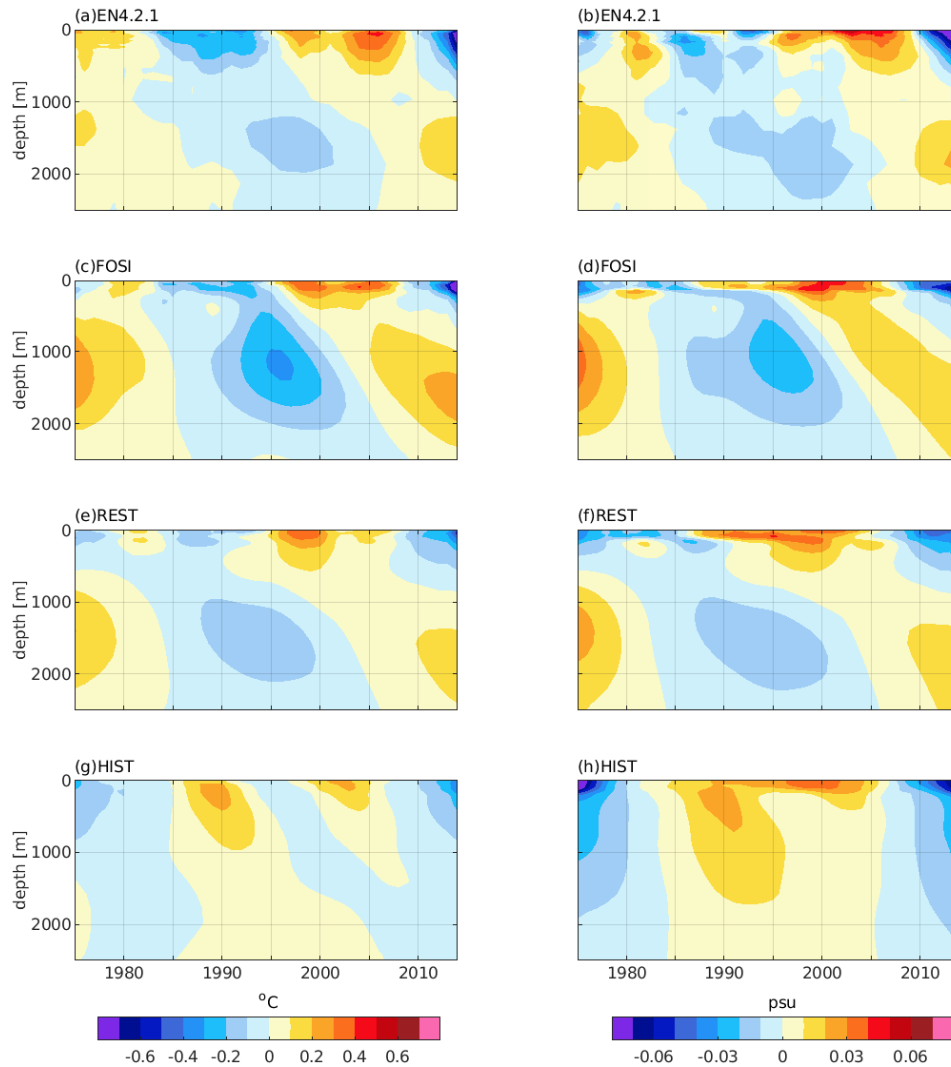 (a)EN4.2.1
(b)EN4.2.1
0
1000
2000
depth [m]
(c)FOSI
(d)FOSI
0
1000
2000
depth [m]
(e)REST
(f)REST
0
1000
2000
depth [m]
(g)HIST
(h)HIST
0
1000
2000
depth [m]
1980 1990 2000 2010
1980 1990 2000 2010
°C
psu
-0.6 -0.4 -0.2 0 0.2 0.4 0.6
-0.06 -0.03 0 0.03 0.06